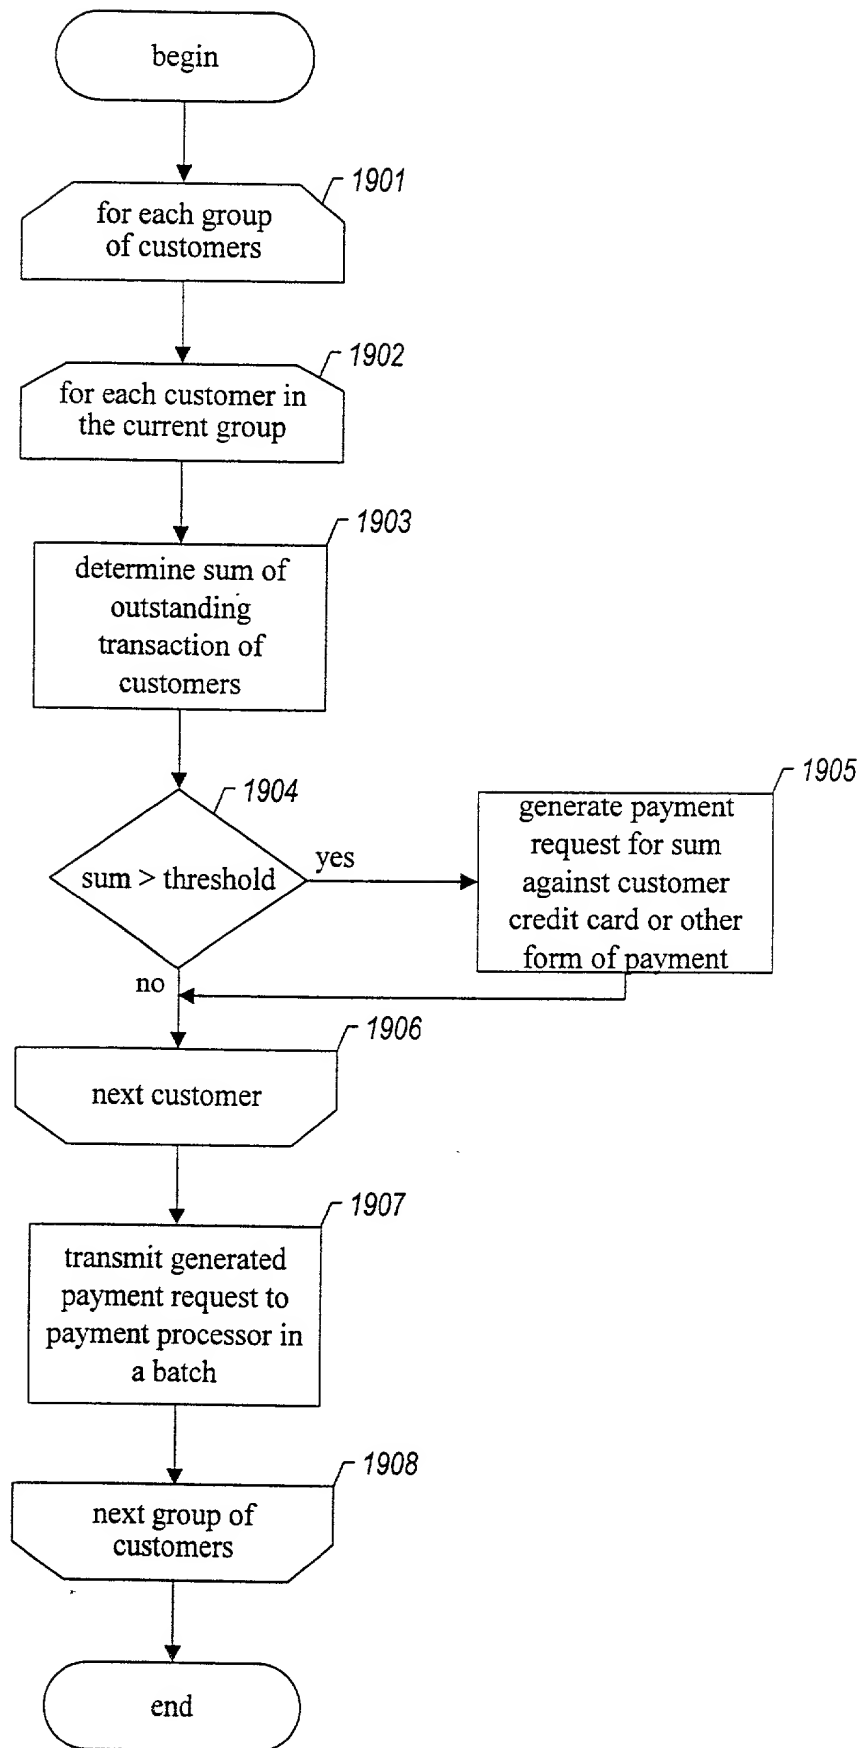 begin
1901
for each group
of customers
1902
for each customer in
the current group
1903
determine sum of
outstanding
transaction of
customers
1904
sum > threshold
yes
1905
generate payment
request for sum
against customer
credit card or other
form of payment
no
1906
next customer
1907
transmit generated
payment request to
payment processor in
a batch
1908
next group of
customers
end